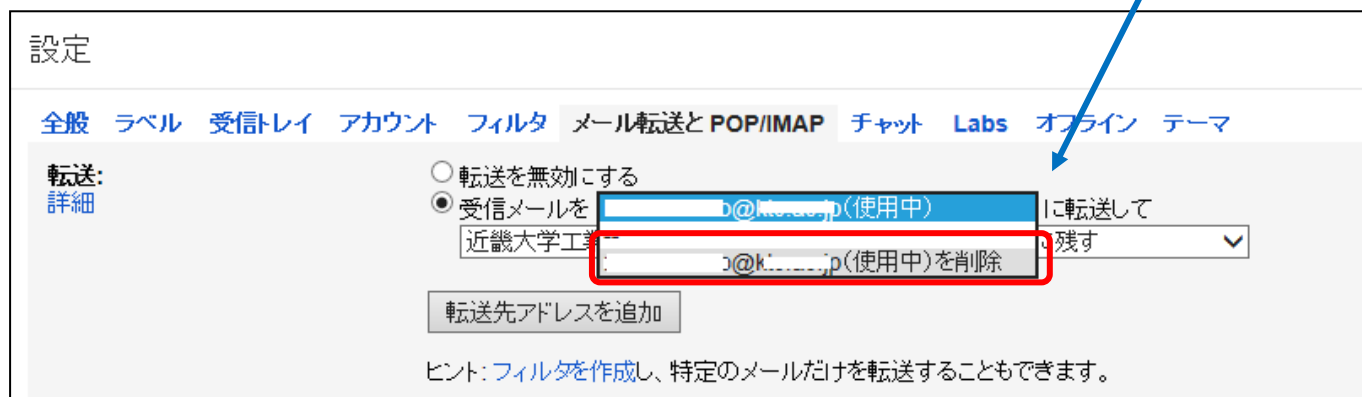 設定
全般 ラベル 受信トレイ アカウント フィルタ メール転送と POP/IMAP チャット Labs オフライン テーマ
転送:
詳細
転送を無効にする
受信メールを (使用中) に転送して
近畿大学工業 残す
(使用中)を削除
転送先アドレスを追加
ヒント: フィルタを作成し、特定のメールだけを転送することもできます。